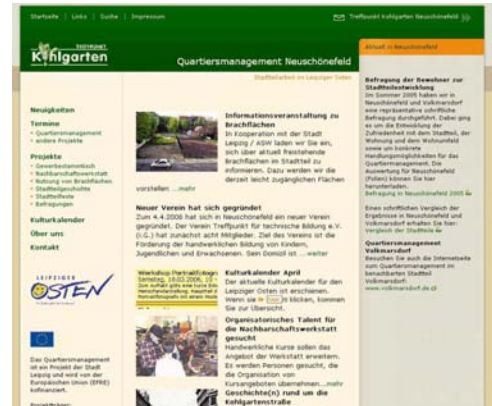 Startseite | Links | Suche | Impressum
Treffpunkt Kohlgarten Neuschönefeld
Kohlgarten
Quartiersmanagement Neuschönefeld
Aktuell in Neuschönefeld
Stadtteilarbeit im Leipziger Osten
Neuigkeiten
Termine
Quartiersmanagement
andere Projekte
Projekte
Gewerbestammtisch
Nachbarschaftswerkstatt
Nutzung von Brachflächen
Stadtteilgeschichte
Stadtteilfeste
Befragungen
Kulturkalender
Über uns
Kontakt
LEIPZIGER
OSTEN
Das Quartiersmanagement
ist ein Projekt der Stadt
Leipzig und wird von der
Europäischen Union (EFRE)
kofinanziert.
Informationsveranstaltung zu
Brachflächen
In Kooperation mit der Stadt
Leipzig / ASW laden wir Sie ein,
sich über aktuell freistehende
Brachflächen im Stadtteil zu
informieren. Dazu werden wir die
derzeit leicht zugänglichen Flächen
vorstellen ...mehr
Neuer Verein hat sich gegründet
Zum 4.4.2006 hat sich in Neuschönefeld ein neuer Verein
gegründet. Der Verein Treffpunkt für technische Bildung e.V.
(i.G.) hat zunächst acht Mitglieder. Ziel des Vereins ist die
Förderung der handwerklichen Bildung von Kindern,
Jugendlichen und Erwachsenen. Sein Domizil ist ...weiter
Kulturkalender April
Der aktuelle Kulturkalender für den
Leipziger Osten ist erschienen.
Wenn sie klicken, kommen
Sie zur Übersicht.
Organisatorisches Talent für
die Nachbarschaftswerkstatt
gesucht
Handwerkliche Kurse sollen das
Angebot der Werkstatt erweitern.
Es werden Personen gesucht, die
die Organisation von
Kursangeboten übernehmen...mehr
Geschichte(n) rund um die
Kohlgartenstraße
Befragung der Bewohner zur
Stadtteilentwicklung
Im Sommer 2005 haben wir in
Neuschönefeld und Volkmarsdorf
eine repräsentative schriftliche
Befragung durchgeführt. Dabei ging
es um die Ermittlung der
Zufriedenheit mit dem Stadtteil, der
Wohnung und dem Wohnumfeld
sowie um konkrete
Handlungsmöglichkeiten für das
Quartiersmanagement. Die
Auswertung für Neuschönefeld
(Folien) können Sie hier
herunterladen.
Befragung in Neuschönefeld 2005
Einen schriftlichen Vergleich der
Ergebnisse in Neuschönefeld und
Volkmarsdorf erhalten Sie hier:
Vergleich der Stadtteile
Quartiersmanagement
Volkmarsdorf
Besuchen Sie auch die Internetseite
zum Quartiersmanagement im
benachbarten Stadtteil
Volkmarsdorf:
www.volkmarsdorf.de